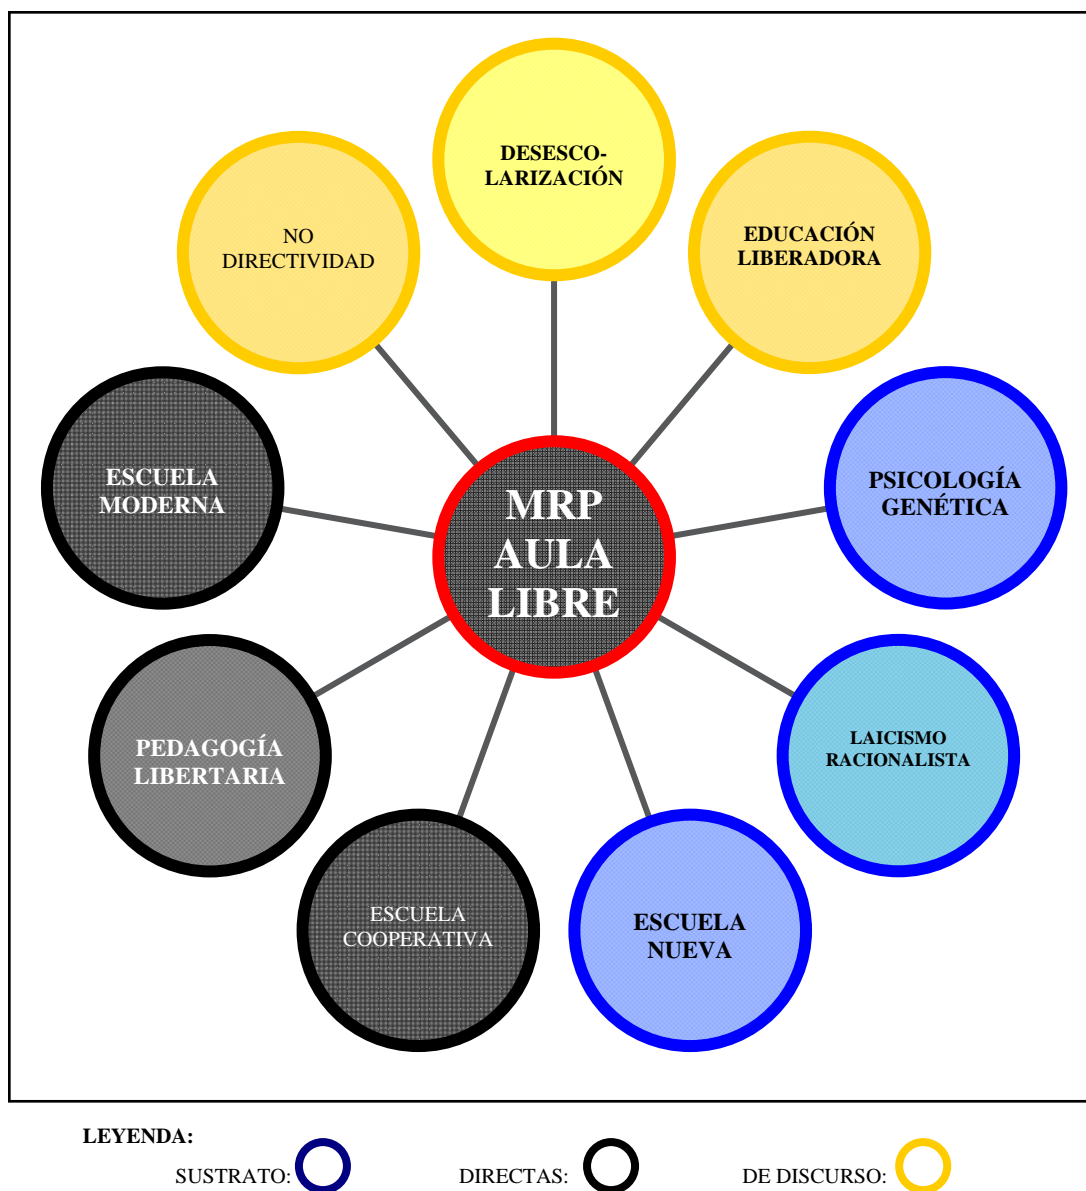 DESESCO-
LARIZACIÓN
NO
DIRECTIVIDAD
EDUCACIÓN
LIBERADORA
ESCUELA
MODERNA
PSICOLOGÍA
GENÉTICA
MRP
AULA
LIBRE
PEDAGOGÍA
LIBERTARIA
LAICISMO
RACIONALISTA
ESCUELA
COOPERATIVA
ESCUELA
NUEVA
LEYENDA:
SUSTRATO: DIRECTAS: DE DISCURSO: